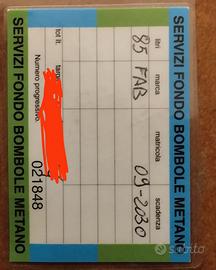 SERVIZI FONDO BOMBOLE METANO
litri marca matricola scadenza
85 FAB 09-2030
tot lt. targa
Numero progressivo. 021848
SERVIZI FONDO BOMBOLE METANO
subito